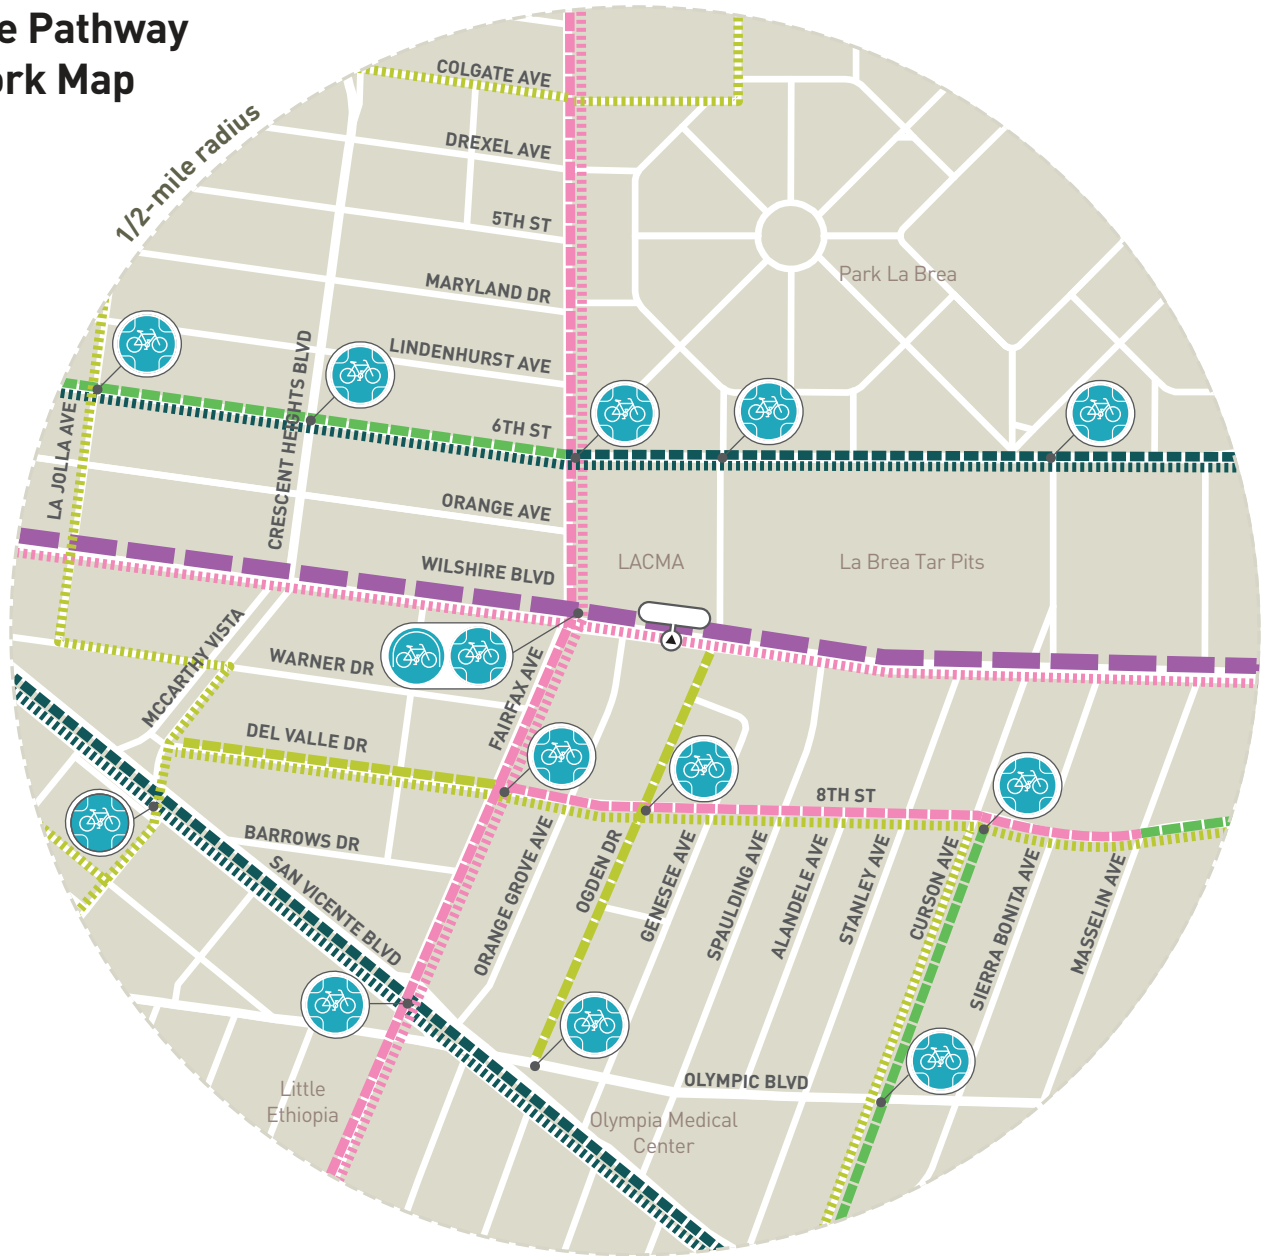 e Pathway
ork Map
1/2-mile radius
COLGATE AVE
DREXEL AVE
5TH ST
MARYLAND DR
LINDENHURST AVE
6TH ST
ORANGE AVE
WILSHIRE BLVD
LA JOLLA AVE
CRESCENT HEIGHTS BLVD
Park La Brea
LACMA
La Brea Tar Pits
MCCARTHY VISTA
WARNER DR
FAIRFAX AVE
DEL VALLE DR
8TH ST
BARROWS DR
SAN VICENTE BLVD
ORANGE GROVE AVE
OGDEN DR
GENESEE AVE
SPAULDING AVE
ALANDELE AVE
STANLEY AVE
CURSON AVE
SIERRA BONITA AVE
MASSELIN AVE
OLYMPIC BLVD
Little
Ethiopia
Olympia Medical
Center